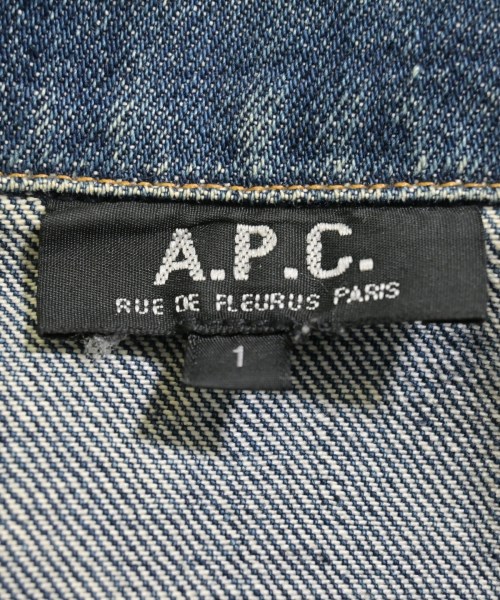 A.P.C.
RUE DE FLEURUS PARIS
1